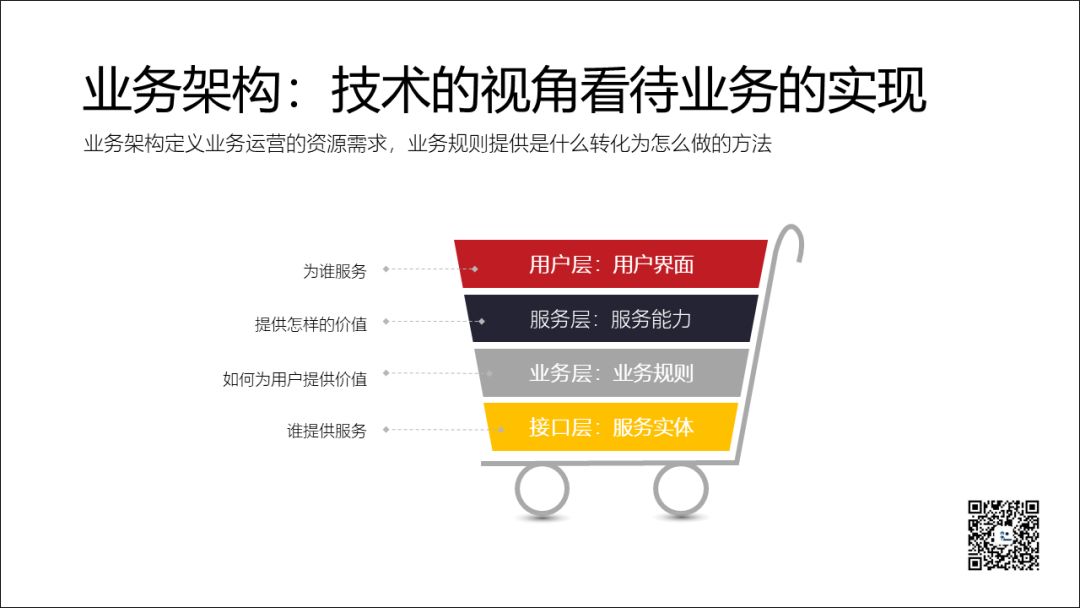 业务架构：技术的视角看待业务的实现
业务架构定义业务运营的资源需求，业务规则提供是什么转化为怎么做的方法
为谁服务
用户层：用户界面
提供怎样的价值
服务层：服务能力
如何为用户提供价值
业务层：业务规则
谁提供服务
接口层：服务实体